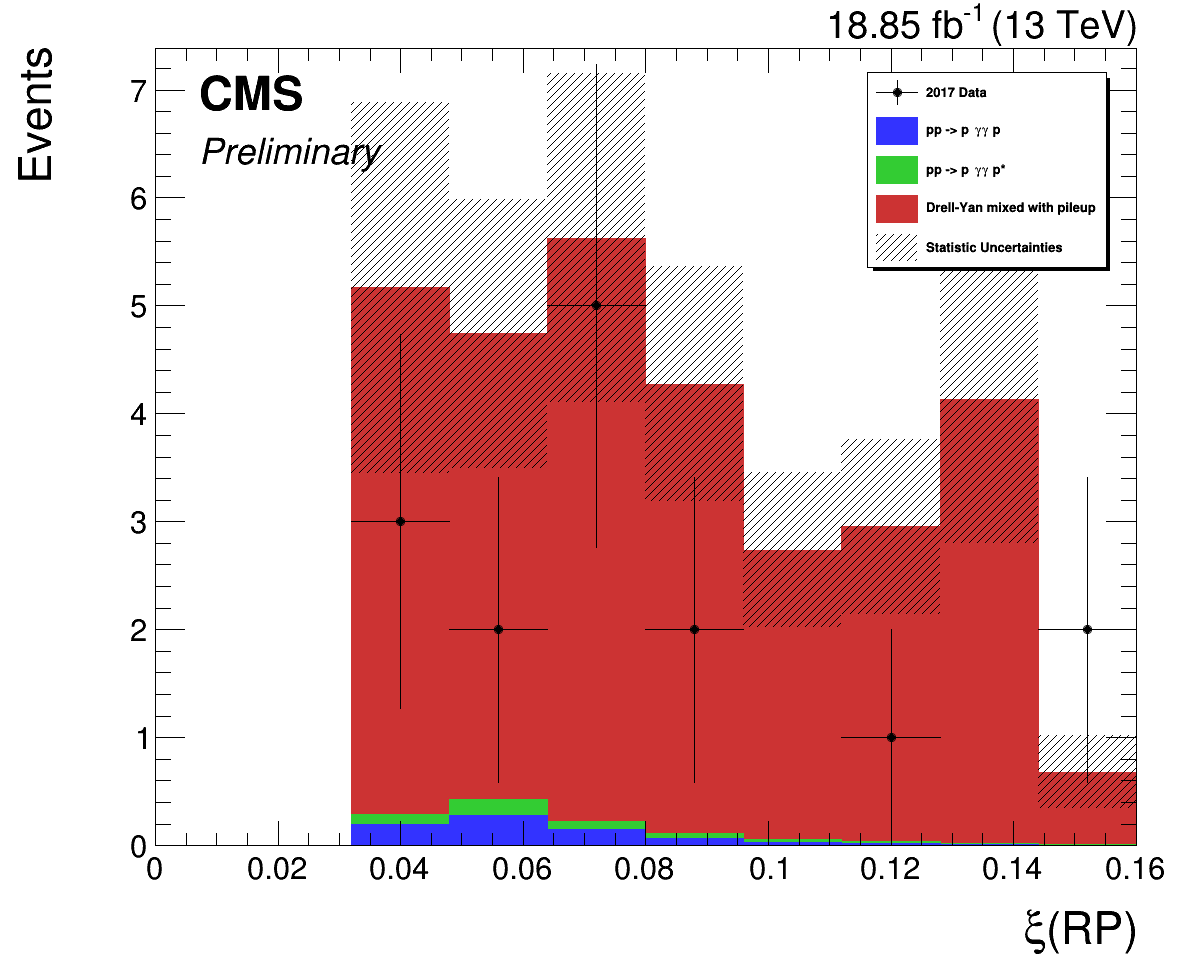 18.85 fb⁻¹ (13 TeV)
Events
CMS
Preliminary
2017 Data
pp -> p γγ p
pp -> p γγ p*
Drell-Yan mixed with pileup
Statistic Uncertainties
7
6
5
4
3
2
1
0
0 0.02 0.04 0.06 0.08 0.1 0.12 0.14 0.16
ξ(RP)